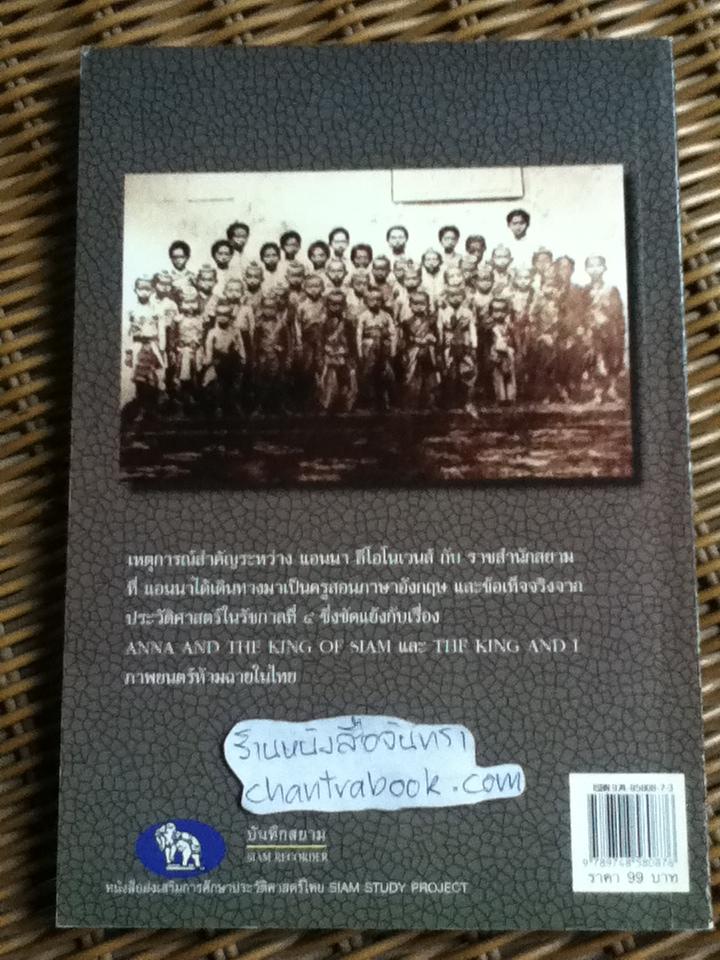 เหตุการณ์สำคัญระหว่าง แอนนา ลีโอโนเวนส์ กับ ราชสำนักสยาม
ที่ แอนนาได้เดินทางมาเป็นครูสอนภาษาอังกฤษ และข้อเท็จจริงจาก
ประวัติศาสตร์ในรัชกาลที่ ๔ ซึ่งขัดแย้งกับเรื่อง
ANNA AND THE KING OF SIAM และ THE KING AND I
ภาพยนตร์ห้ามฉายในไทย
ร้านหนังสือจันทรา
chantrabook.com
บันทึกสยาม
SIAM RECORDER
หนังสือส่งเสริมการศึกษาประวัติศาสตร์ไทย SIAM STUDY PROJECT
ISBN 974-85808-7-3
9 789748 580876
ราคา 99 บาท